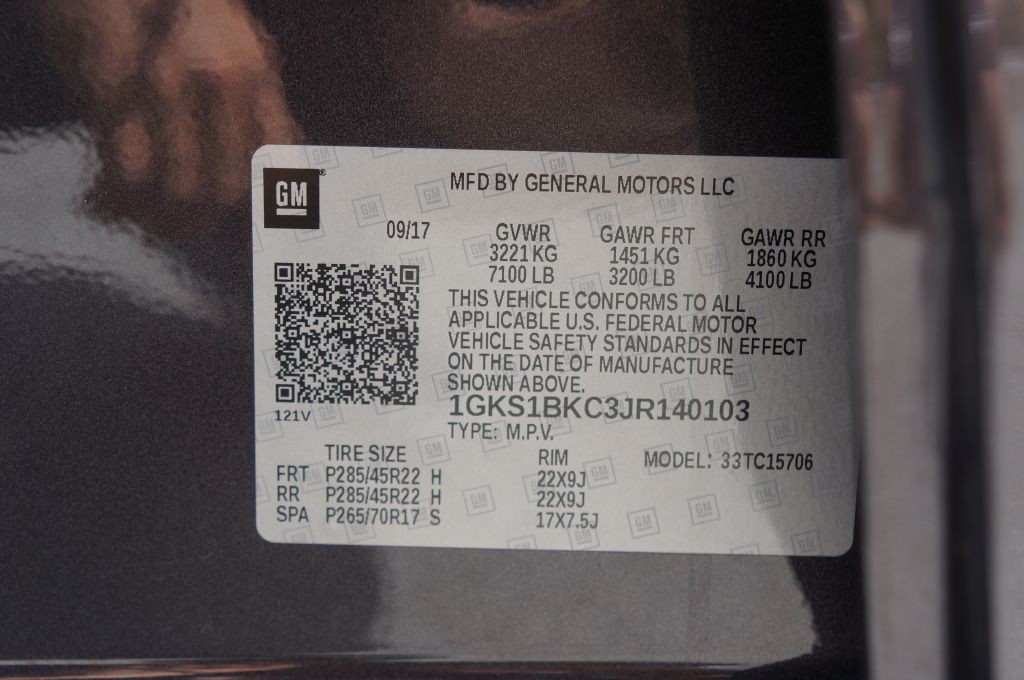 GM
MFD BY GENERAL MOTORS LLC
09/17
GVWR GAWR FRT GAWR RR
3221 KG 1451 KG 1860 KG
7100 LB 3200 LB 4100 LB
THIS VEHICLE CONFORMS TO ALL
APPLICABLE U.S. FEDERAL MOTOR
VEHICLE SAFETY STANDARDS IN EFFECT
ON THE DATE OF MANUFACTURE
SHOWN ABOVE.
1GKS1BKC3JR140103
121V
TYPE: M.P.V.
TIRE SIZE RIM MODEL: 33TC15706
FRT P285/45R22 H 22X9J
RR P285/45R22 H 22X9J
SPA P265/70R17 S 17X7.5J